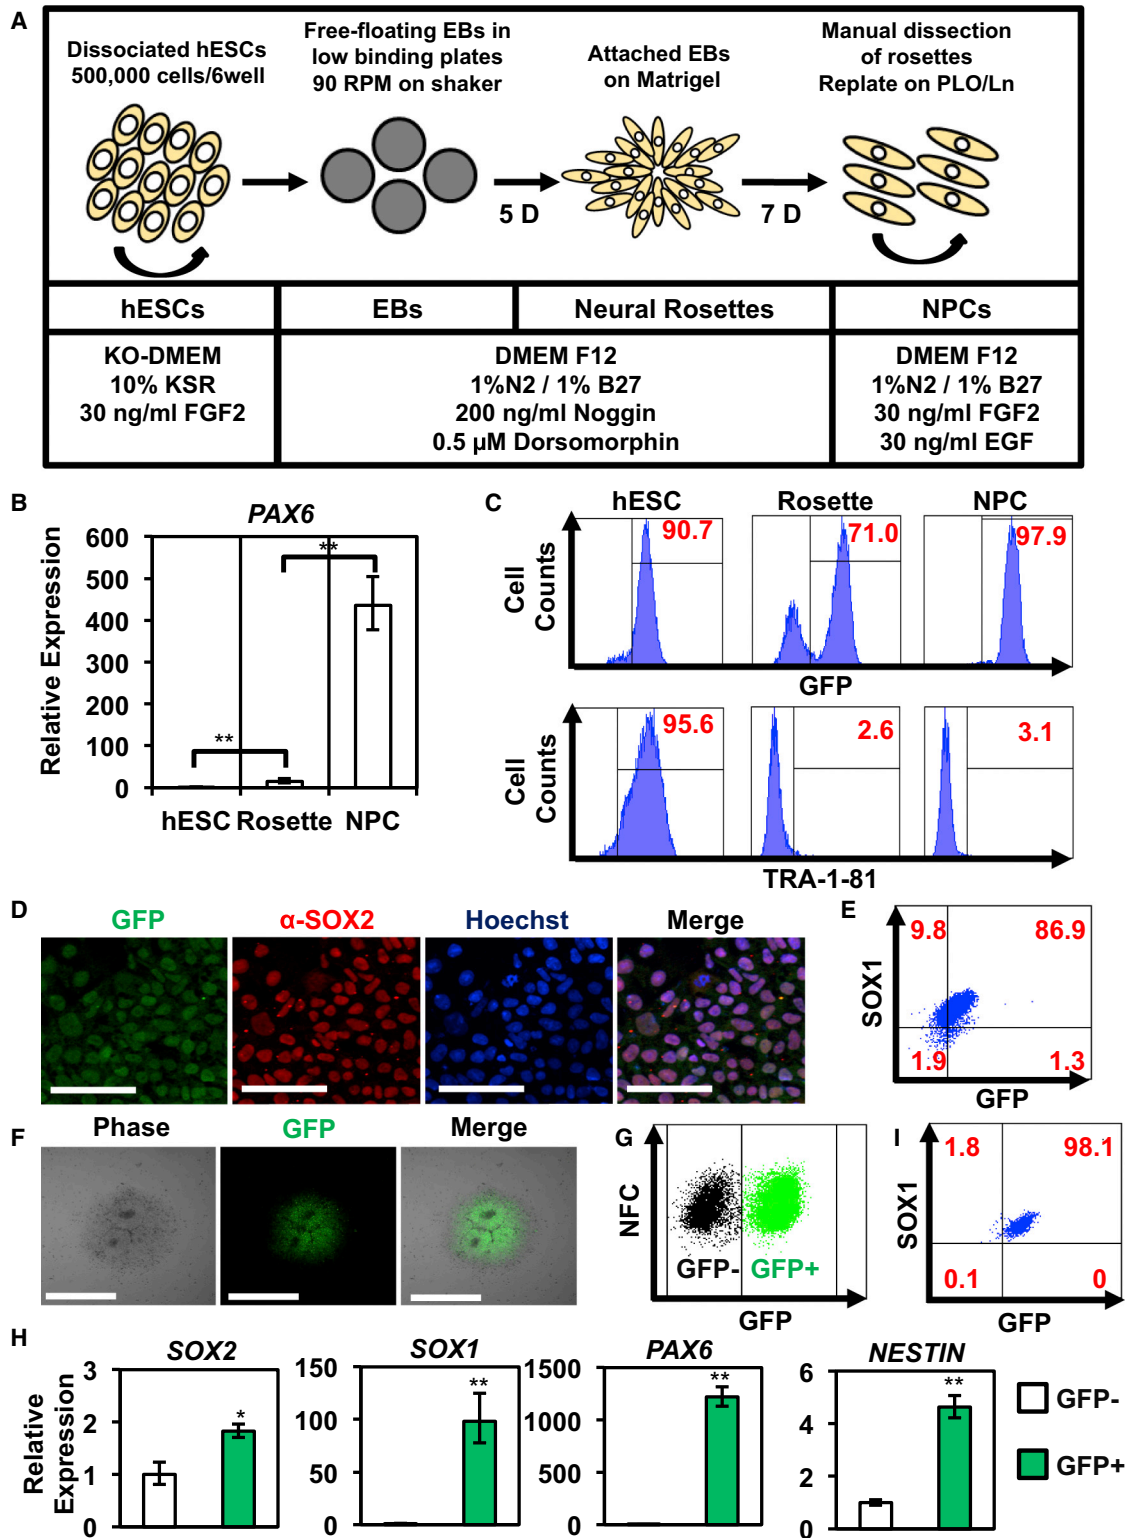 A
Dissociated hESCs
500,000 cells/6well
Free-floating EBs in
low binding plates
90 RPM on shaker
Attached EBs
on Matrigel
Manual dissection
of rosettes
Replate on PLO/Ln
5 D
7 D
hESCs
EBs
Neural Rosettes
NPCs
KO-DMEM
10% KSR
30 ng/ml FGF2
DMEM F12
1%N2 / 1% B27
200 ng/ml Noggin
0.5 µM Dorsomorphin
DMEM F12
1%N2 / 1% B27
30 ng/ml FGF2
30 ng/ml EGF
B
PAX6
Relative Expression
600
500
400
300
200
100
0
**
**
hESC Rosette NPC
C
hESC
Rosette
NPC
Cell
Counts
90.7
71.0
97.9
GFP
Cell
Counts
95.6
2.6
3.1
TRA-1-81
D
GFP
α-SOX2
Hoechst
Merge
E
SOX1
9.8
86.9
1.9
1.3
GFP
F
Phase
GFP
Merge
G
NFC
GFP-
GFP+
GFP
I
SOX1
1.8
98.1
0.1
0
GFP
H
Relative
Expression
SOX2
3
2
1
0
*
SOX1
150
100
50
0
**
PAX6
1500
1000
500
0
**
NESTIN
6
4
2
0
**
GFP-
GFP+